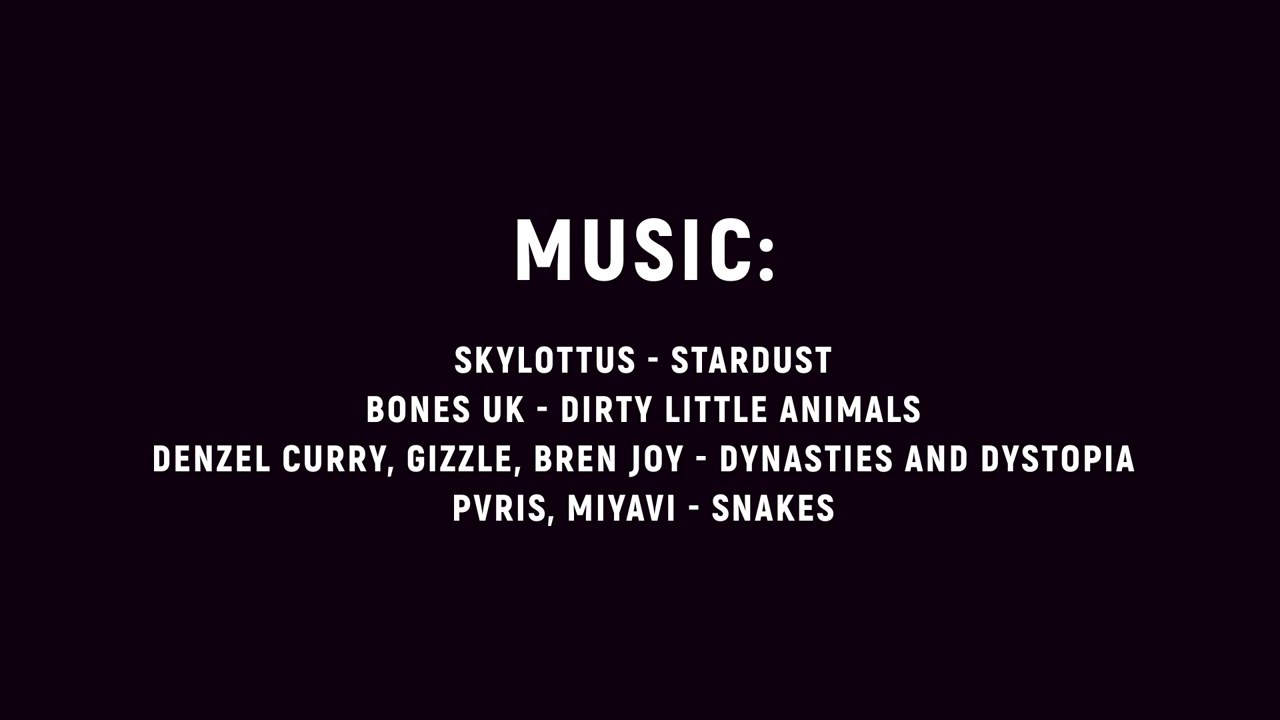 MUSIC:
SKYLOTTUS - STARDUST
BONES UK - DIRTY LITTLE ANIMALS
DENZEL CURRY, GIZZLE, BREN JOY - DYNASTIES AND DYSTOPIA
PVRIS, MIYAVI - SNAKES